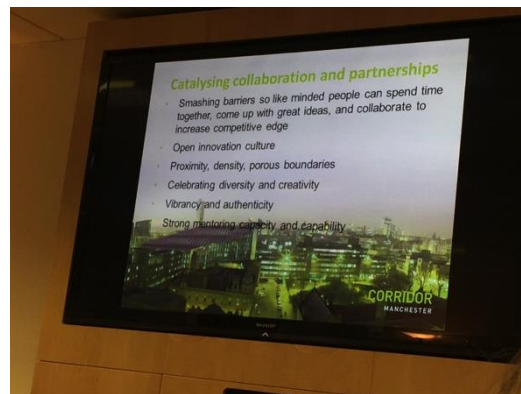 Catalysing collaboration and partnerships
Smashing barriers so like minded people can spend time
together, come up with great ideas, and collaborate to
increase competitive edge
Open innovation culture
Proximity, density, porous boundaries
Celebrating diversity and creativity
Vibrancy and authenticity
Strong mentoring capacity and capability
CORRIDOR
MANCHESTER